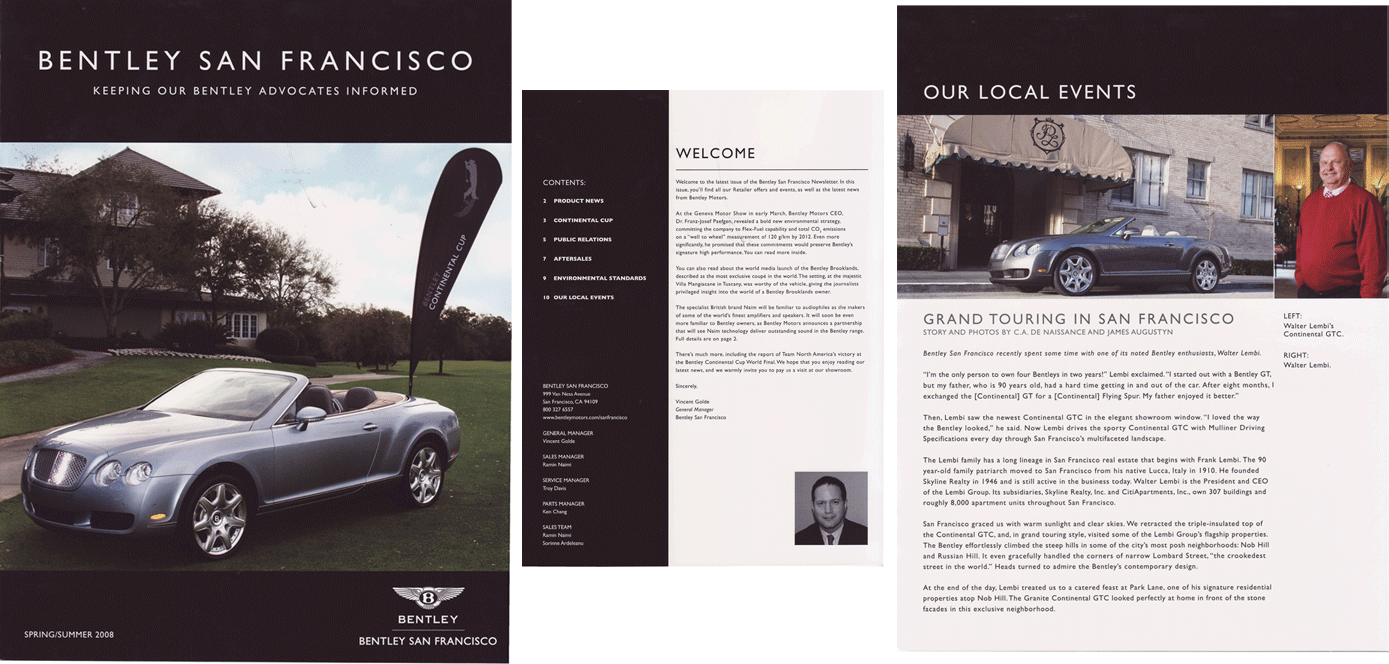 BENTLEY SAN FRANCISCO
KEEPING OUR BENTLEY ADVOCATES INFORMED
BENTLEY
CONTINENTAL CUP
B
BENTLEY
SPRING/SUMMER 2008
BENTLEY SAN FRANCISCO
CONTENTS:
2 PRODUCT NEWS
3 CONTINENTAL CUP
5 PUBLIC RELATIONS
7 AFTERSALES
9 ENVIRONMENTAL STANDARDS
10 OUR LOCAL EVENTS
BENTLEY SAN FRANCISCO
999 Van Ness Avenue
San Francisco, CA 94109
800 327 6557
www.bentleymotors.com/sanfrancisco
GENERAL MANAGER
Vincent Golde
SALES MANAGER
Ramin Naimi
SERVICE MANAGER
Troy Davis
PARTS MANAGER
Ken Chang
SALES TEAM
Ramin Naimi
Sorinne Ardeleanu
WELCOME
Welcome to the latest issue of the Bentley San Francisco Newsletter. In this
issue, you'll find all our Retailer offers and events, as well as the latest news
from Bentley Motors.
At the Geneva Motor Show in early March, Bentley Motors CEO,
Dr. Franz-Josef Paefgen, revealed a bold new environmental strategy,
committing the company to Flex-Fuel capability and total CO₂ emissions
on a "well to wheel" measurement of 120 g/km by 2012. Even more
significantly, he promised that these commitments would preserve Bentley's
signature high performance. You can read more inside.
You can also read about the world media launch of the Bentley Brooklands,
described as the most exclusive coupé in the world. The setting, at the majestic
Villa Mangiacane in Tuscany, was worthy of the vehicle, giving the journalists
privileged insight into the world of a Bentley Brooklands owner.
The specialist British brand Naim will be familiar to audiophiles as the makers
of some of the world's finest amplifiers and speakers. It will soon be even
more familiar to Bentley owners, as Bentley Motors announces a partnership
that will see Naim technology deliver outstanding sound in the Bentley range.
Full details are on page 2.
There's much more, including the report of Team North America's victory at
the Bentley Continental Cup World Final. We hope that you enjoy reading our
latest news, and we warmly invite you to pay us a visit at our showroom.
Sincerely,
Vincent Golde
General Manager
Bentley San Francisco
OUR LOCAL EVENTS
GRAND TOURING IN SAN FRANCISCO
STORY AND PHOTOS BY C.A. DE NAISSANCE AND JAMES AUGUSTYN
Bentley San Francisco recently spent some time with one of its noted Bentley enthusiasts, Walter Lembi.
"I'm the only person to own four Bentleys in two years!" Lembi exclaimed. "I started out with a Bentley GT,
but my father, who is 90 years old, had a hard time getting in and out of the car. After eight months, I
exchanged the [Continental] GT for a [Continental] Flying Spur. My father enjoyed it better."
Then, Lembi saw the newest Continental GTC in the elegant showroom window. "I loved the way
the Bentley looked," he said. Now Lembi drives the sporty Continental GTC with Mulliner Driving
Specifications every day through San Francisco's multifaceted landscape.
The Lembi family has a long lineage in San Francisco real estate that begins with Frank Lembi. The 90
year-old family patriarch moved to San Francisco from his native Lucca, Italy in 1910. He founded
Skyline Realty in 1946 and is still active in the business today. Walter Lembi is the President and CEO
of the Lembi Group. Its subsidiaries, Skyline Realty, Inc. and CitiApartments, Inc., own 307 buildings and
roughly 8,000 apartment units throughout San Francisco.
San Francisco graced us with warm sunlight and clear skies. We retracted the triple-insulated top of
the Continental GTC, and, in grand touring style, visited some of the Lembi Group's flagship properties.
The Bentley effortlessly climbed the steep hills in some of the city's most posh neighborhoods: Nob Hill
and Russian Hill. It even gracefully handled the corners of narrow Lombard Street, "the crookedest
street in the world." Heads turned to admire the Bentley's contemporary design.
At the end of the day, Lembi treated us to a catered feast at Park Lane, one of his signature residential
properties atop Nob Hill. The Granite Continental GTC looked perfectly at home in front of the stone
facades in this exclusive neighborhood.
LEFT:
Walter Lembi's
Continental GTC.
RIGHT:
Walter Lembi.